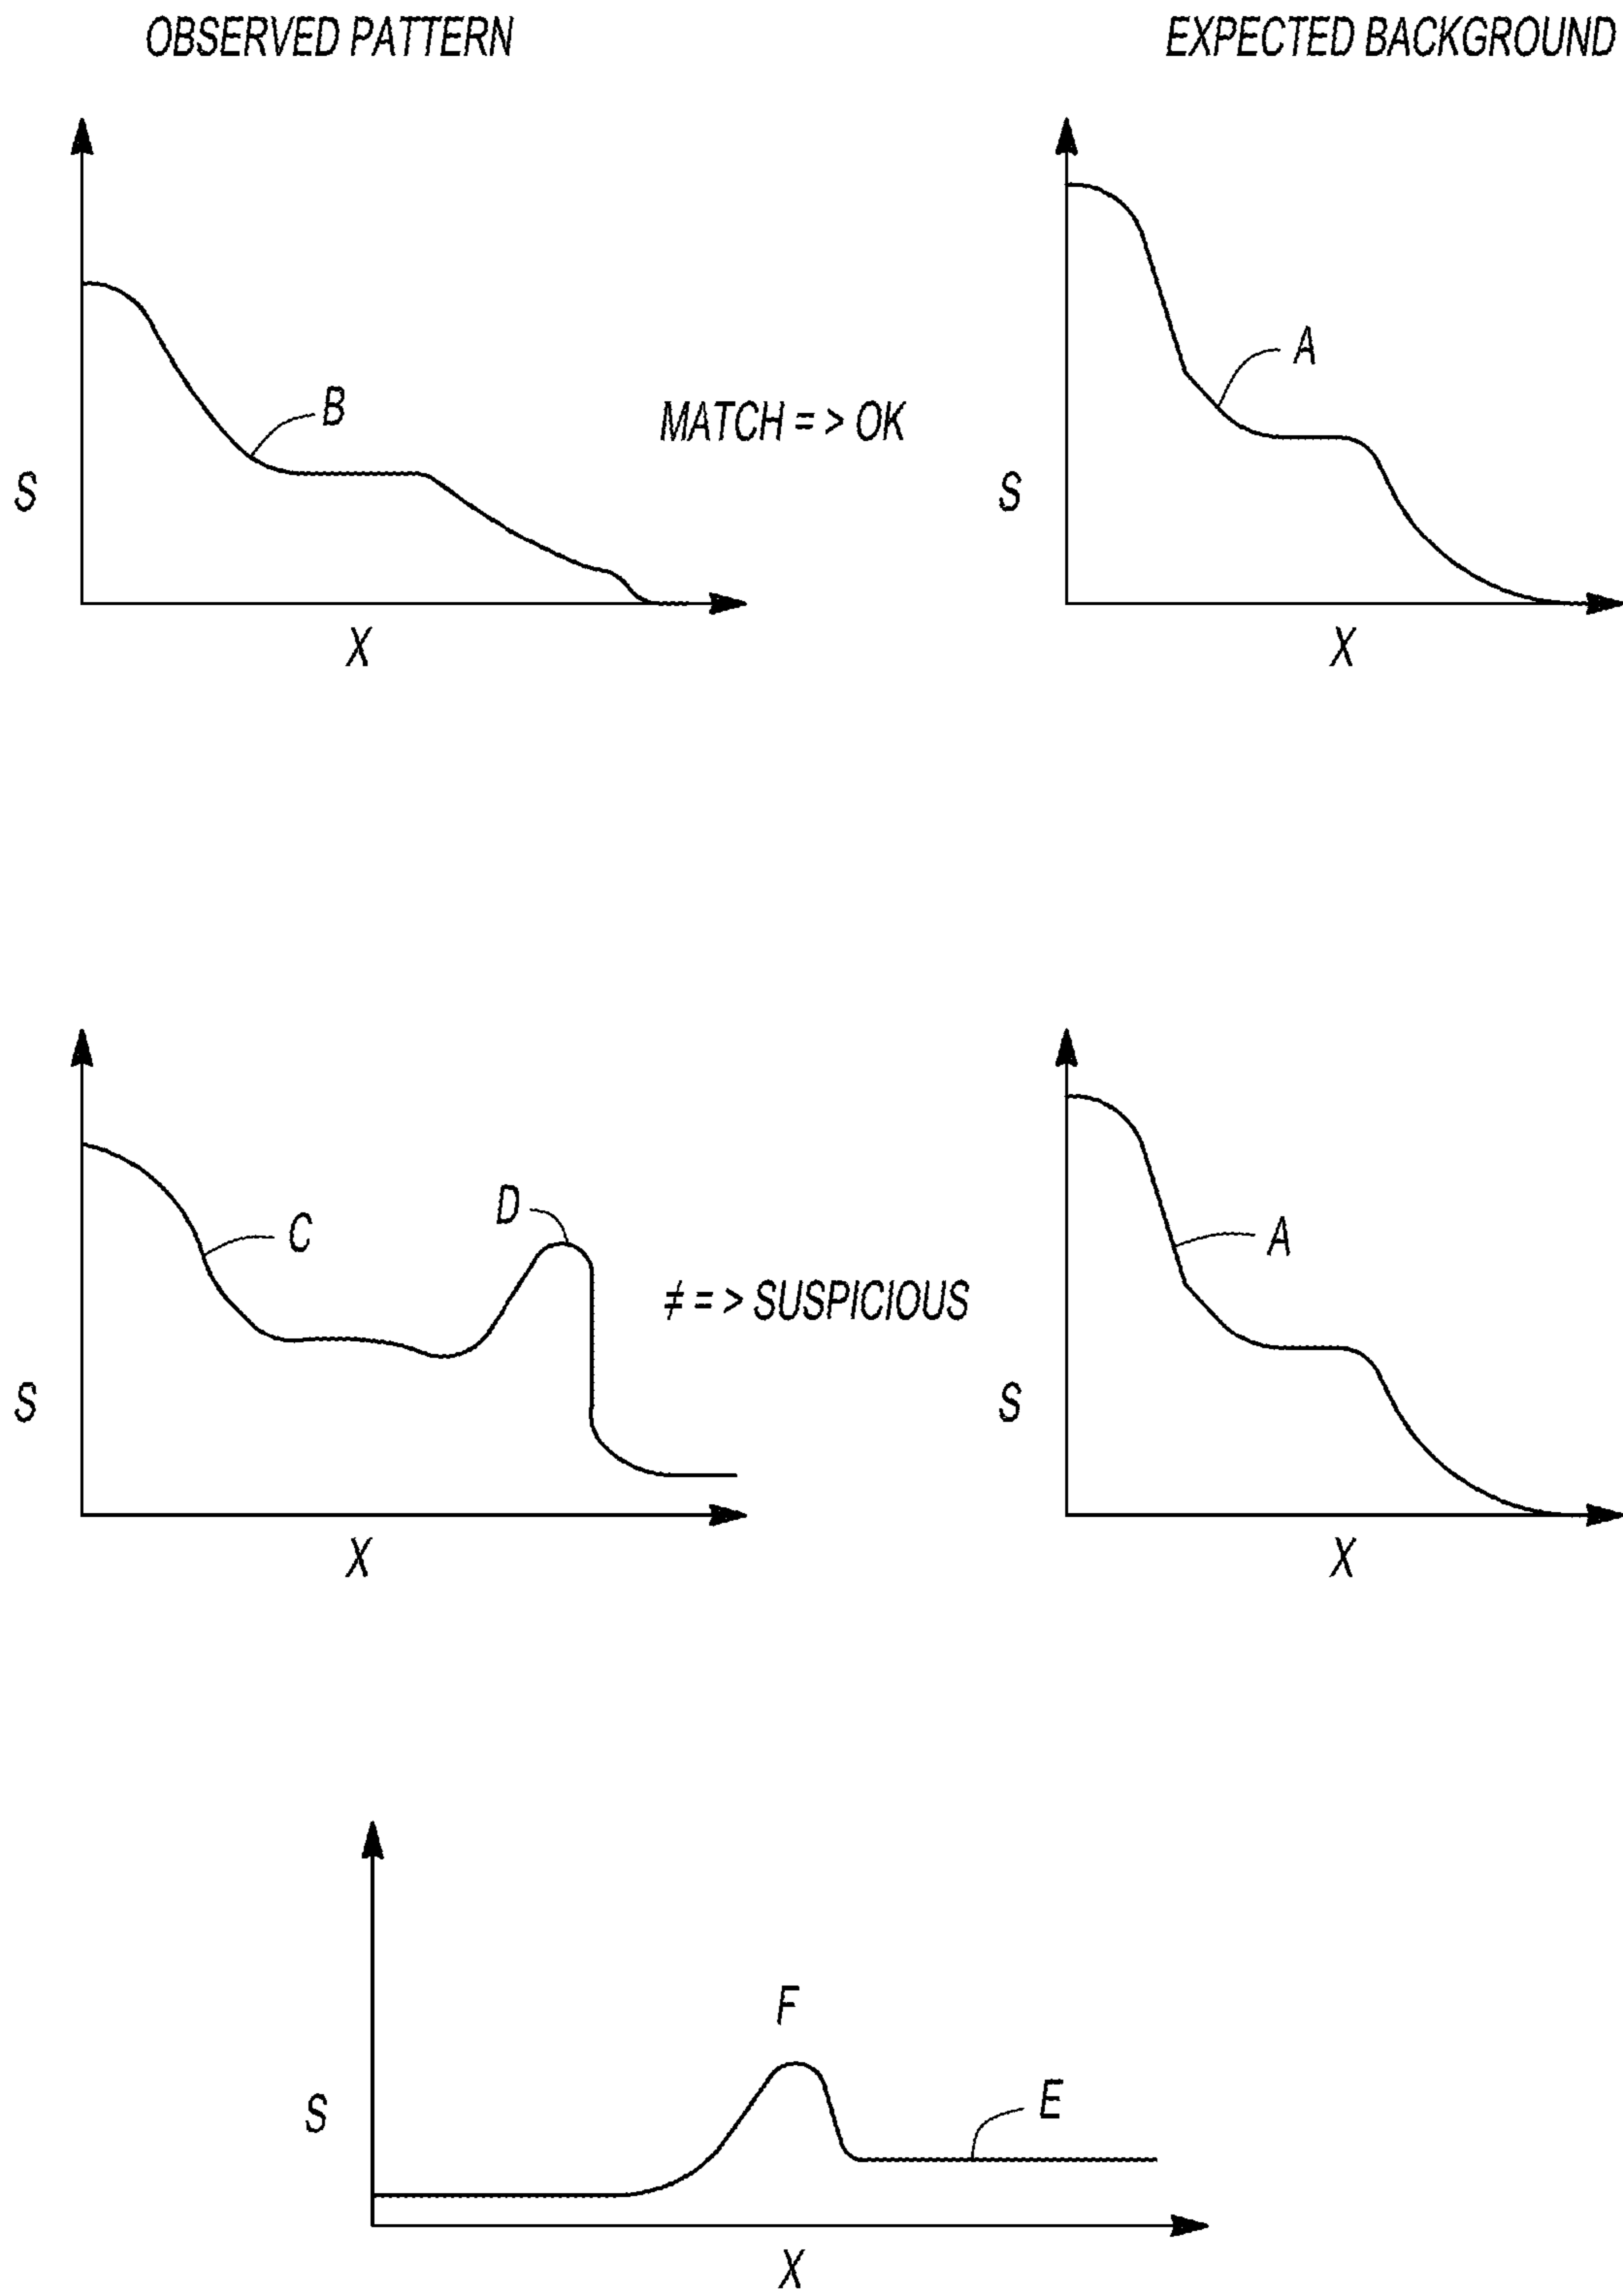 OBSERVED PATTERN
EXPECTED BACKGROUND
B
S
X
MATCH = > OK
A
S
X
C
D
S
X
≠ = > SUSPICIOUS
A
S
X
F
S
E
X